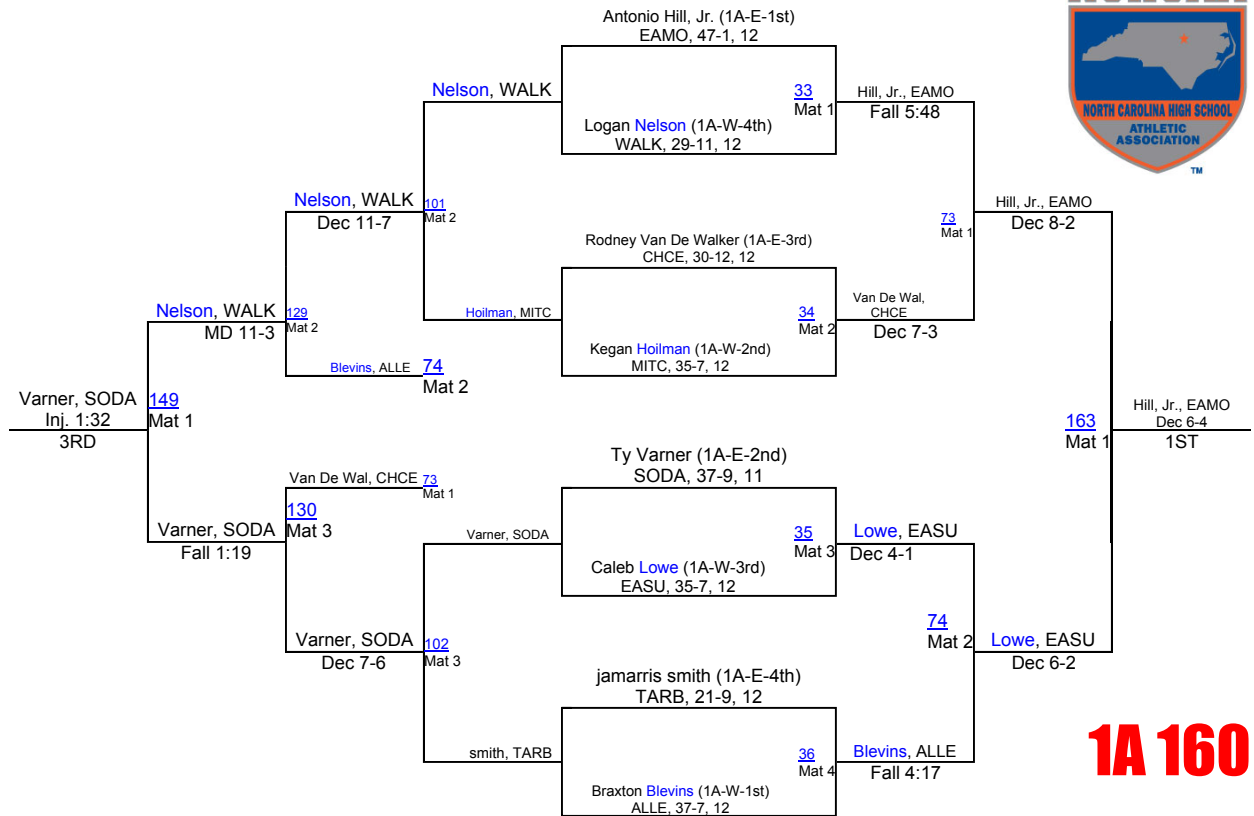 Antonio Hill, Jr. (1A-E-1st)
EAMO, 47-1, 12
Nelson, WALK
33
Mat 1
Hill, Jr., EAMO
Fall 5:48
Logan Nelson (1A-W-4th)
WALK, 29-11, 12
NORTH CAROLINA HIGH SCHOOL
ATHLETIC
ASSOCIATION
TM
Nelson, WALK
Dec 11-7
101
Mat 2
73
Mat 1
Hill, Jr., EAMO
Dec 8-2
Rodney Van De Walker (1A-E-3rd)
CHCE, 30-12, 12
Nelson, WALK
MD 11-3
129
Mat 2
Hoilman, MITC
34
Mat 2
Van De Wal,
CHCE
Dec 7-3
Kegan Hoilman (1A-W-2nd)
MITC, 35-7, 12
Blevins, ALLE
74
Mat 2
Varner, SODA
Inj. 1:32
3RD
149
Mat 1
163
Mat 1
Hill, Jr., EAMO
Dec 6-4
1ST
Ty Varner (1A-E-2nd)
SODA, 37-9, 11
Van De Wal, CHCE
73
Mat 1
Varner, SODA
Fall 1:19
130
Mat 3
Varner, SODA
35
Mat 3
Lowe, EASU
Dec 4-1
Caleb Lowe (1A-W-3rd)
EASU, 35-7, 12
Varner, SODA
Dec 7-6
102
Mat 3
74
Mat 2
Lowe, EASU
Dec 6-2
jamarris smith (1A-E-4th)
TARB, 21-9, 12
smith, TARB
36
Mat 4
Blevins, ALLE
Fall 4:17
Braxton Blevins (1A-W-1st)
ALLE, 37-7, 12
1A 160